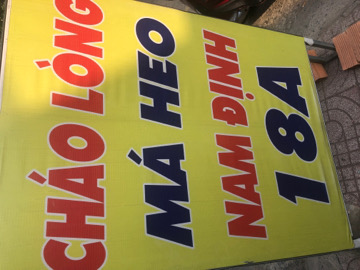 CHÁO LÒNG
MÁ HEO
NAM ĐỊNH
18A